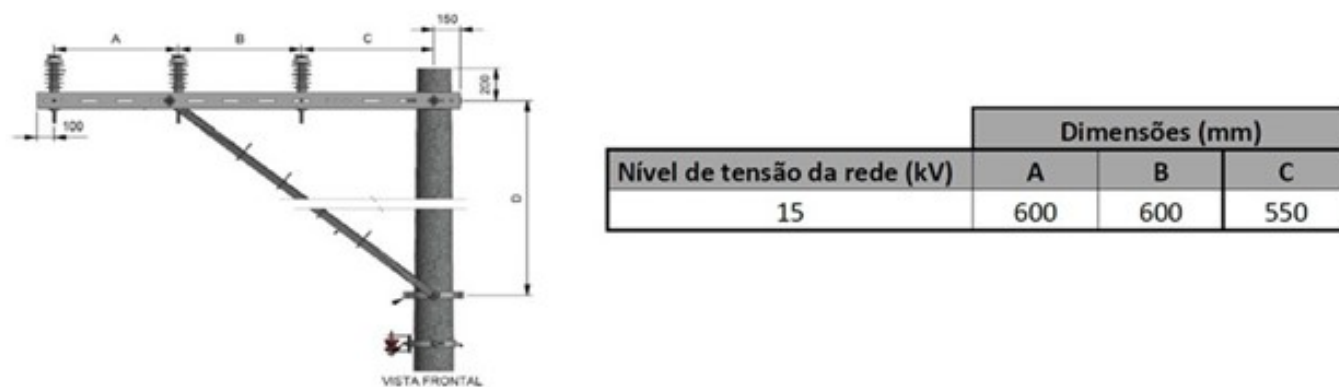 150
A B C
200
100
D
VISTA FRONTAL
Dimensões (mm)
Nível de tensão da rede (kV) A B C
15 600 600 550